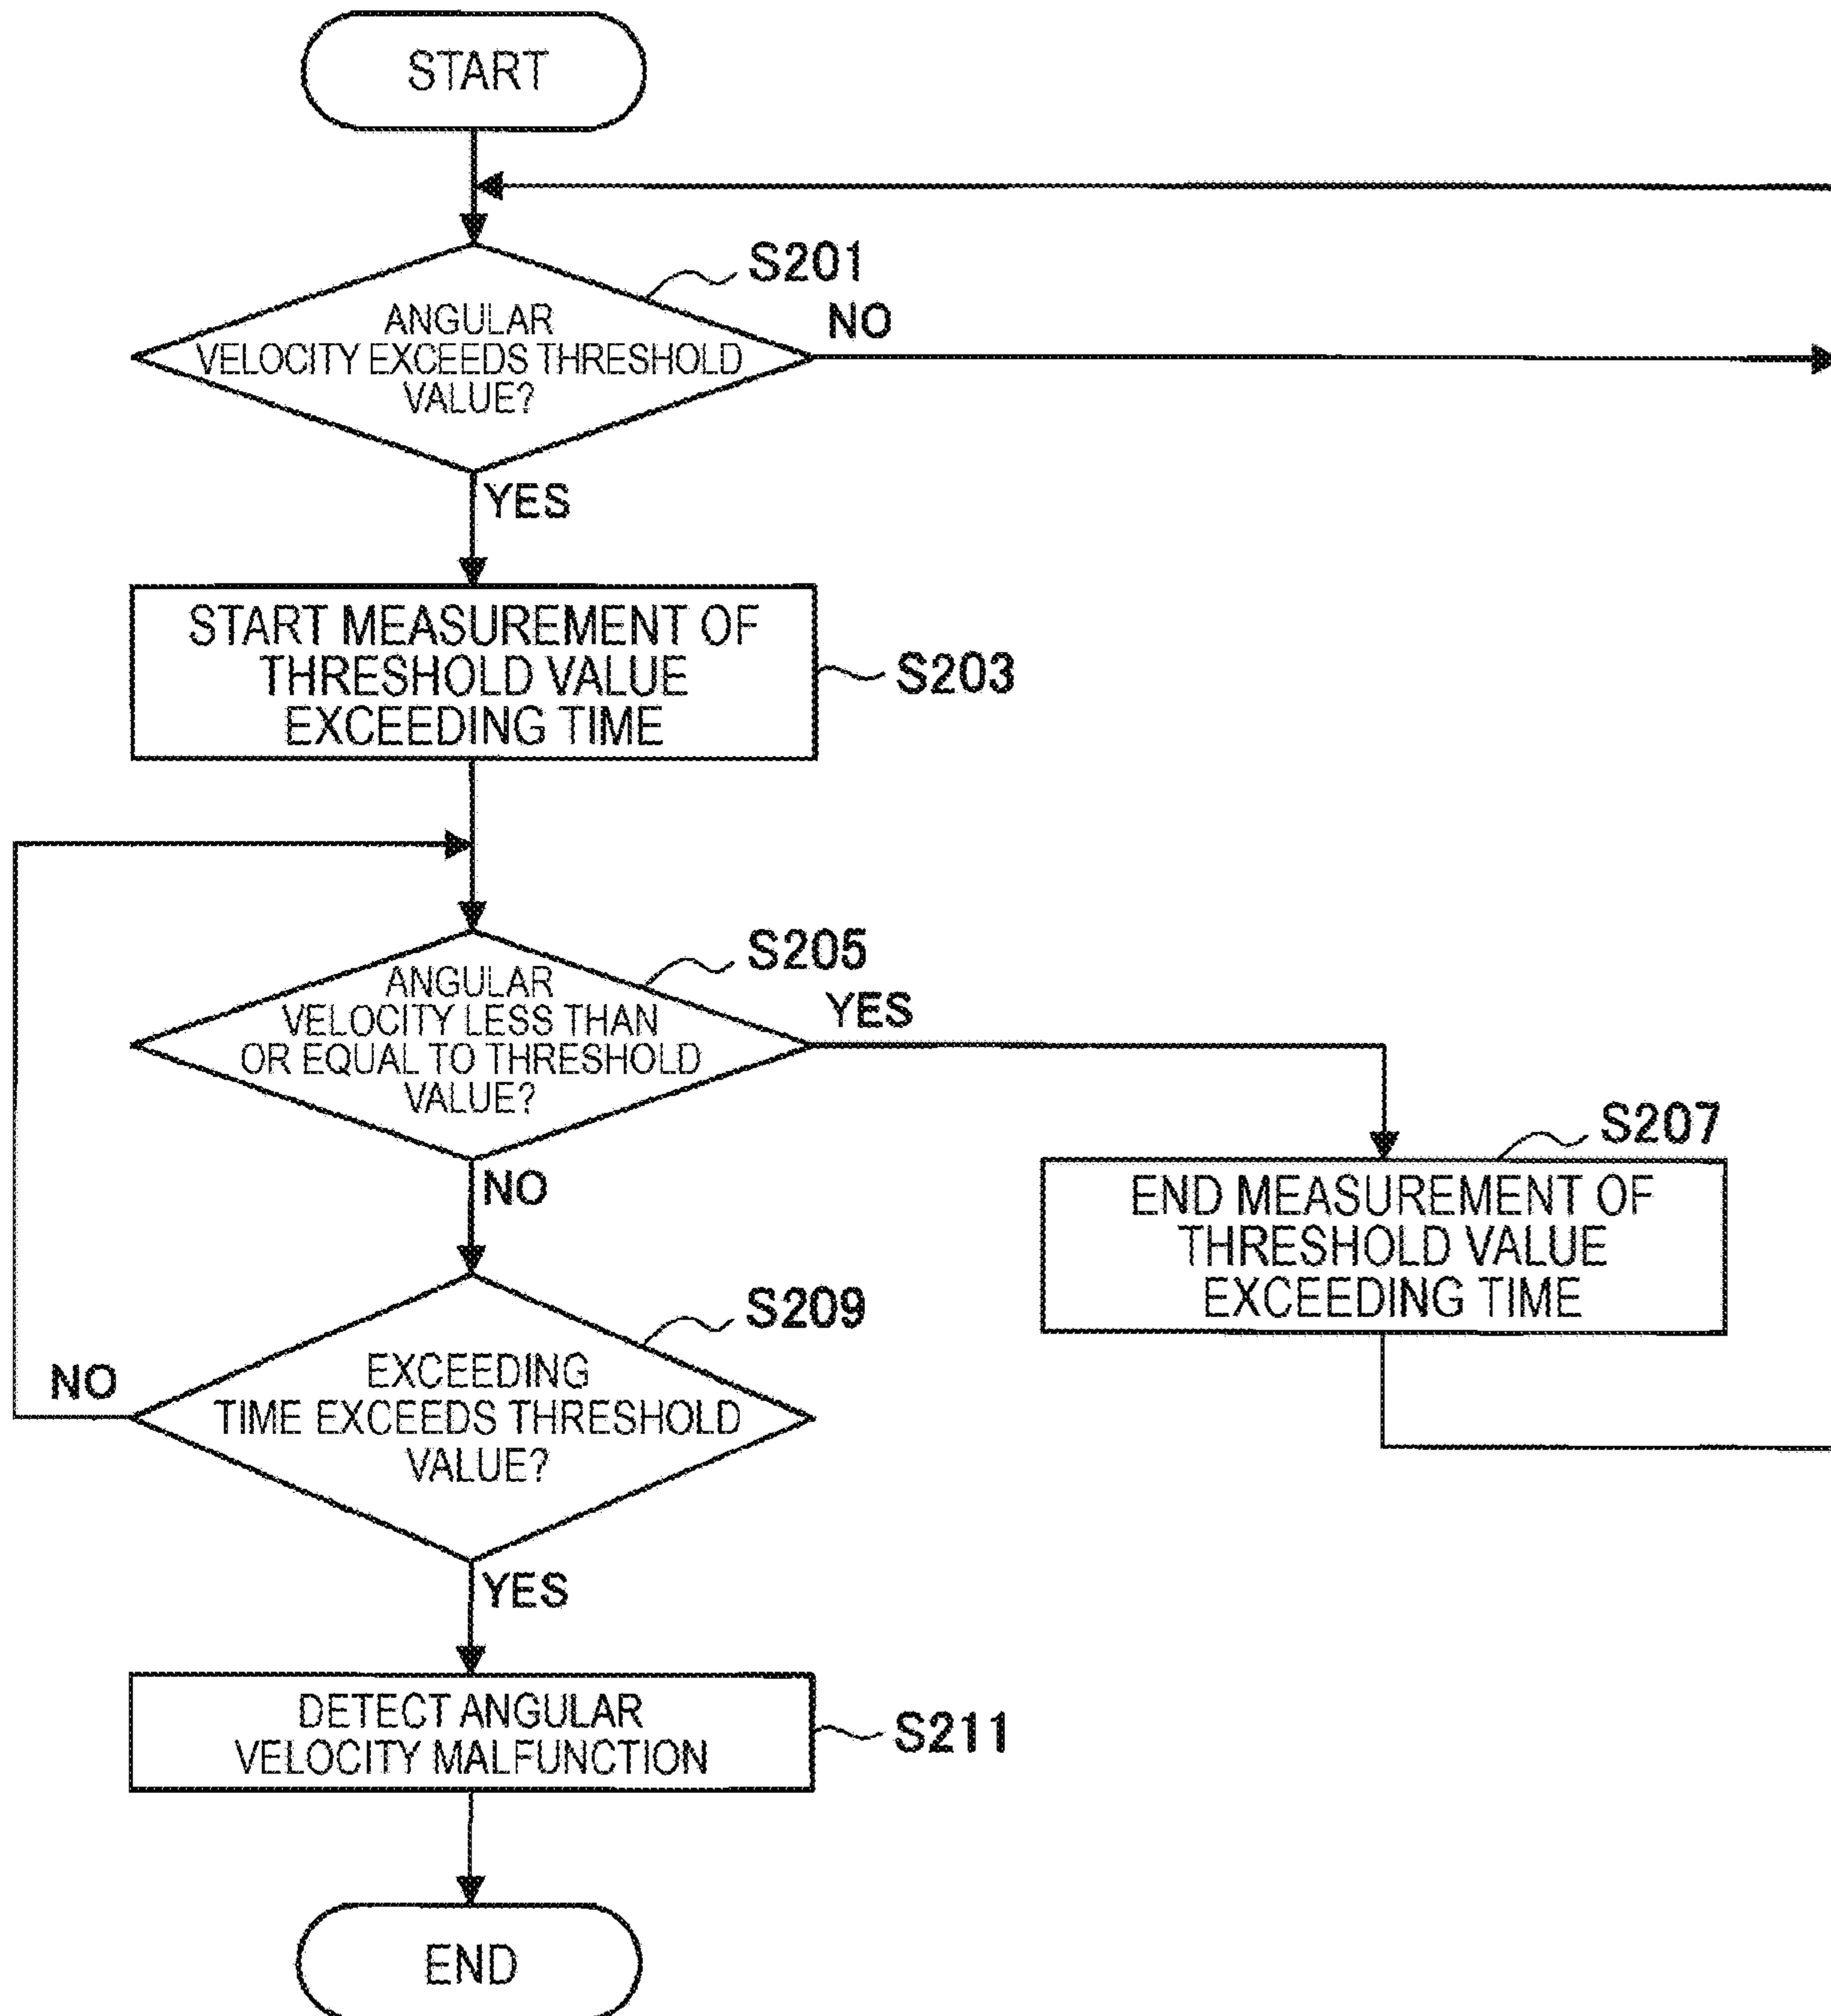 START
S201
ANGULAR
VELOCITY EXCEEDS THRESHOLD
VALUE?
NO
YES
START MEASUREMENT OF
THRESHOLD VALUE
EXCEEDING TIME
S203
S205
ANGULAR
VELOCITY LESS THAN
OR EQUAL TO THRESHOLD
VALUE?
YES
NO
S207
END MEASUREMENT OF
THRESHOLD VALUE
EXCEEDING TIME
S209
EXCEEDING
TIME EXCEEDS THRESHOLD
VALUE?
NO
YES
DETECT ANGULAR
VELOCITY MALFUNCTION
S211
END